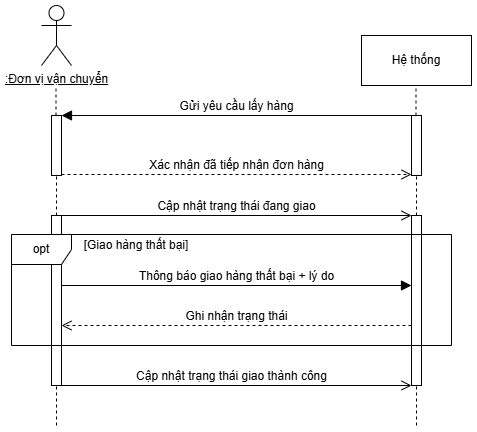 :Đơn vị vận chuyển
Hệ thống
Gửi yêu cầu lấy hàng
Xác nhận đã tiếp nhận đơn hàng
Cập nhật trạng thái đang giao
opt
[Giao hàng thất bại]
Thông báo giao hàng thất bại + lý do
Ghi nhận trạng thái
Cập nhật trạng thái giao thành công